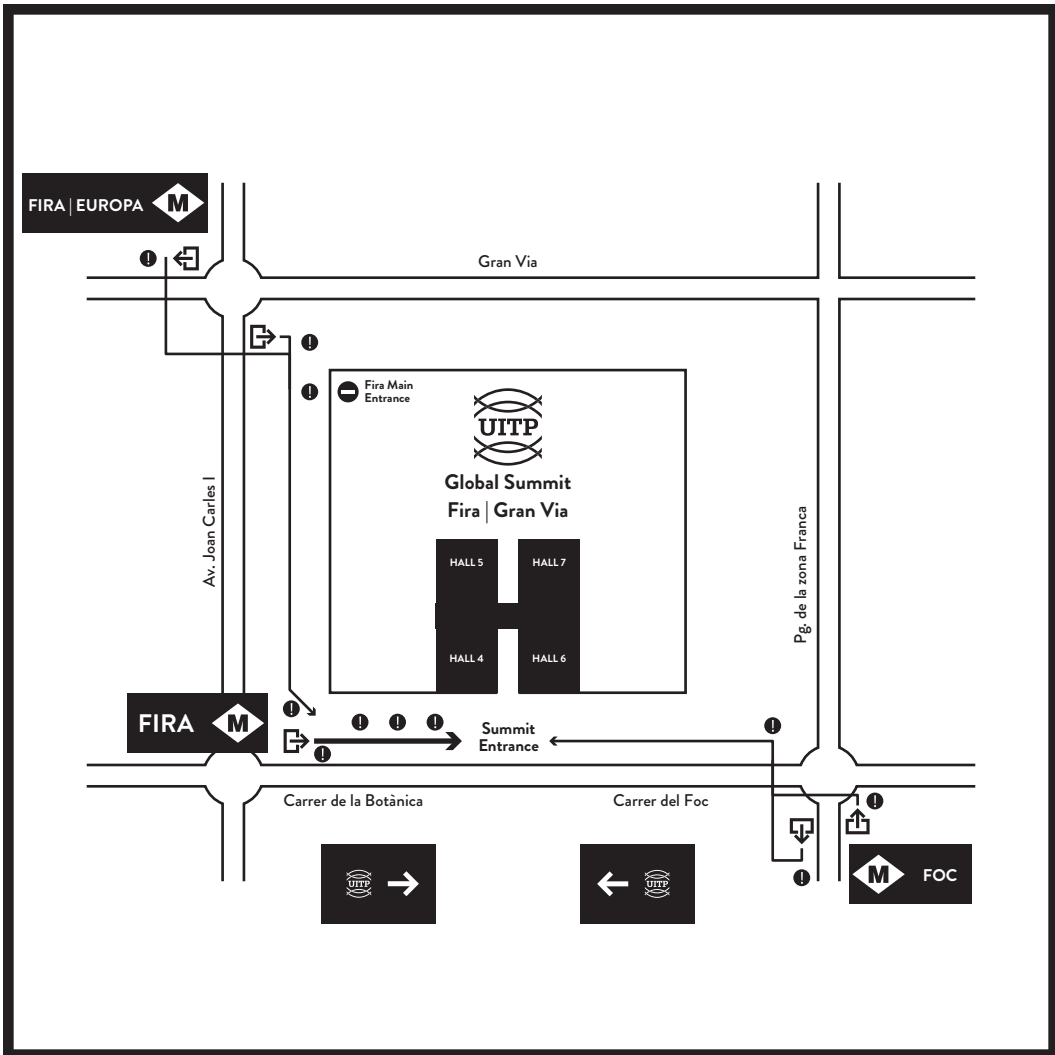 FIRA | EUROPA M
Gran Via
Fira Main
Entrance
UITP
Global Summit
Fira | Gran Via
Av. Joan Carles I
Pg. de la zona Franca
HALL 5
HALL 7
HALL 4
HALL 6
FIRA M
Summit
Entrance
Carrer de la Botànica
Carrer del Foc
UITP
UITP
M FOC